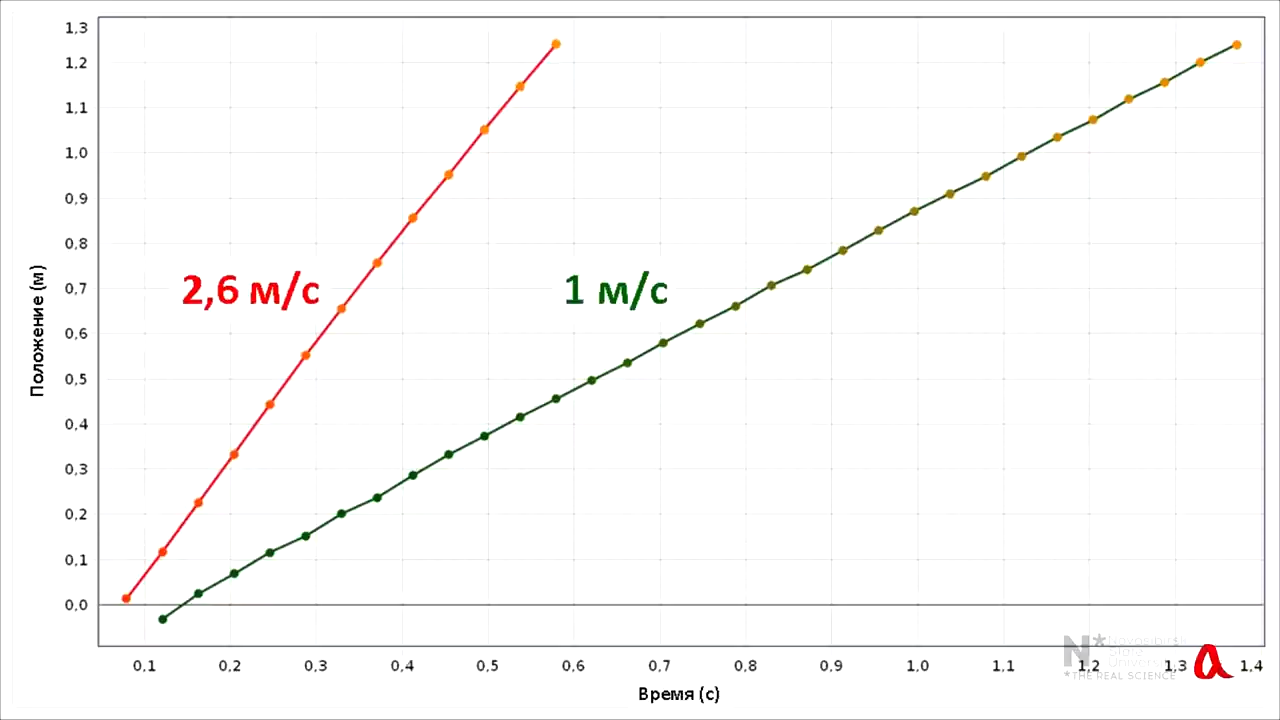 1,3
1,2
1,1
1,0
0,9
0,8
0,7
0,6
0,5
0,4
0,3
0,2
0,1
0,0
Положение (м)
2,6 м/с
1 м/с
0,1 0,2 0,3 0,4 0,5 0,6 0,7 0,8 0,9 1,0 1,1 1,2 1,3 1,4
Время (с)
N*
Novosibirsk
State
University
*THE REAL SCIENCE
a